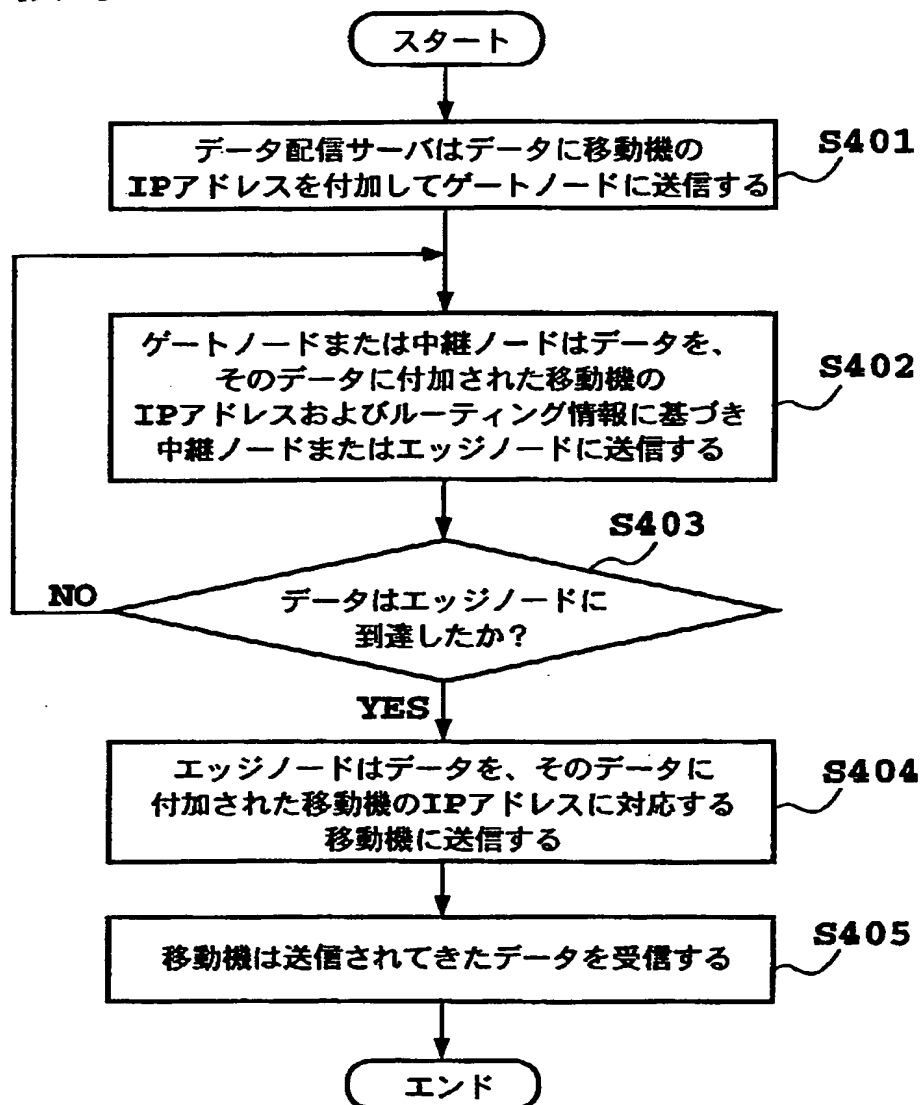 スタート
データ配信サーバはデータに移動機の
IPアドレスを付加してゲートノードに送信する
S401
ゲートノードまたは中継ノードはデータを、
そのデータに付加された移動機の
IPアドレスおよびルーティング情報に基づき
中継ノードまたはエッジノードに送信する
S402
S403
データはエッジノードに
到達したか?
NO
YES
エッジノードはデータを、そのデータに
付加された移動機のIPアドレスに対応する
移動機に送信する
S404
移動機は送信されてきたデータを受信する
S405
エンド